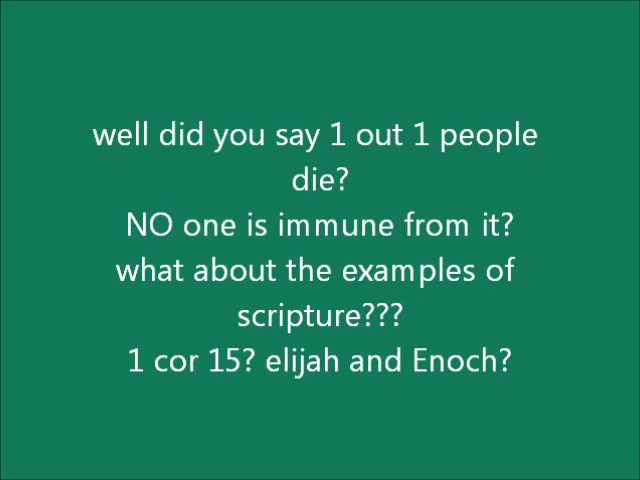 well did you say 1 out 1 people
die?
NO one is immune from it?
what about the examples of
scripture???
1 cor 15? elijah and Enoch?